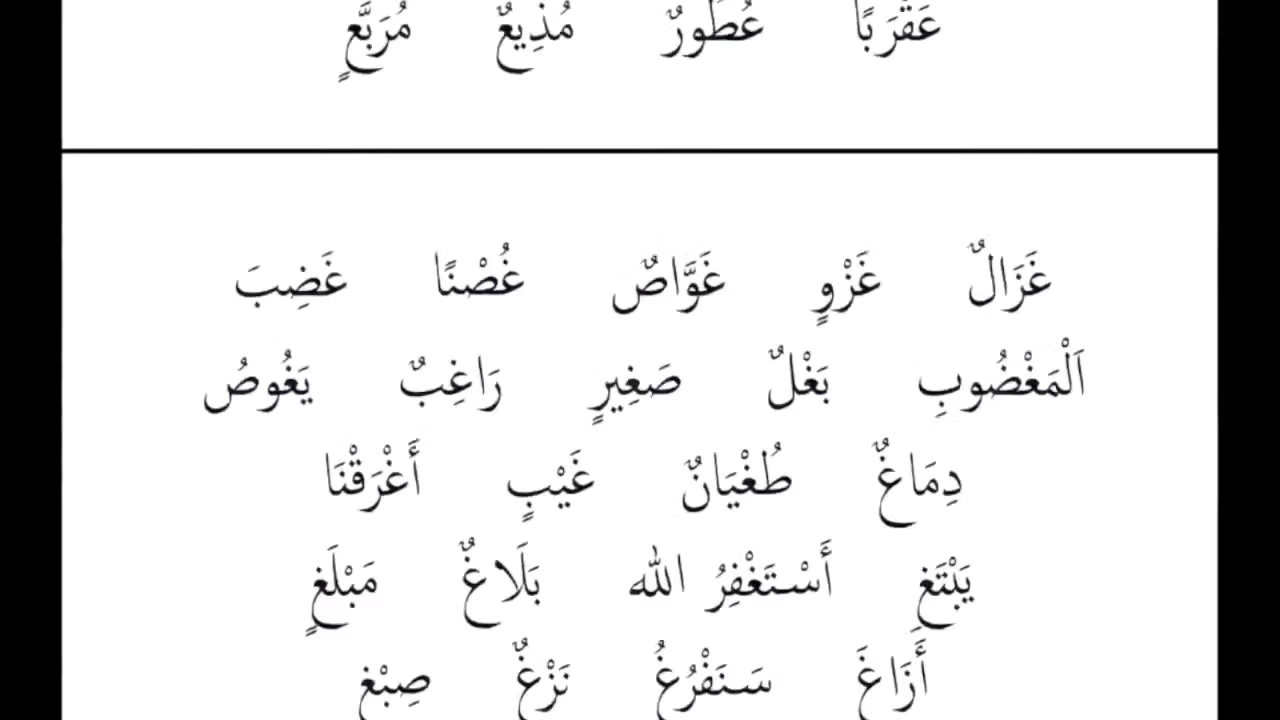 عَقْرَبًا عُطُورٌ مُذِيعٌ مُرَبَّعٍ
غَزَالٌ غَزْوٍ غَوَّاصٌ غُصْنًا غَضِبَ
اَلْمَغْضُوبِ بَغْلٌ صَغِيرٍ رَاغِبٌ يَغُوصُ
دِمَاغٌ طُغْيَانٌ غَيْبٍ أَغْرَقْنَا
يَبْتَغِ أَسْتَغْفِرُ الله بَلَاغٌ مَبْلَغٍ
أَزَاغَ سَنَفْرُغُ نَزْغٌ صِبْغ